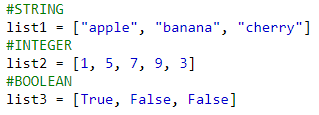 #STRING
list1 = ["apple", "banana", "cherry"]
#INTEGER
list2 = [1, 5, 7, 9, 3]
#BOOLEAN
list3 = [True, False, False]